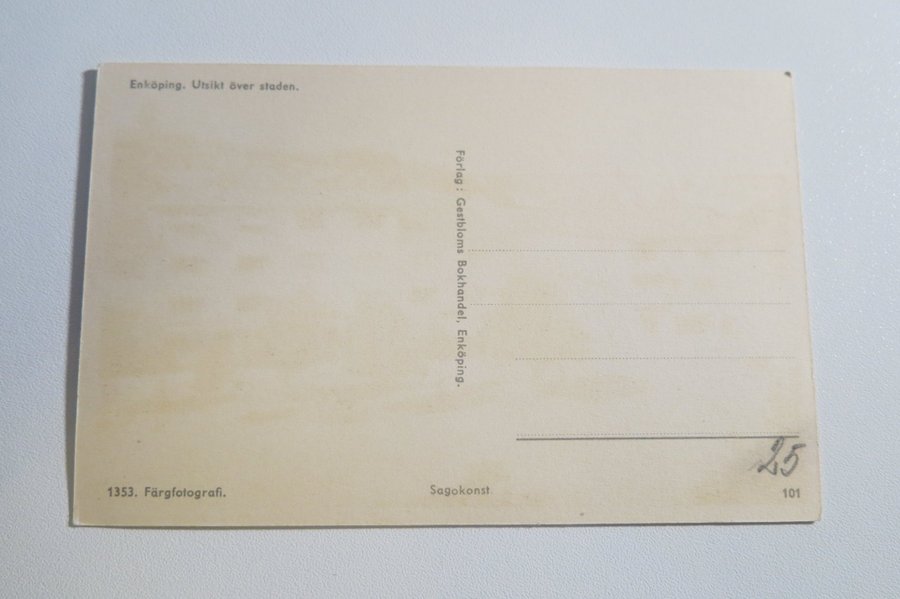 Enköping. Utsikt över staden.
Förlag: Gestbloms Bokhandel, Enköping.
25
1353. Färgfotografi.
Sagokonst
101